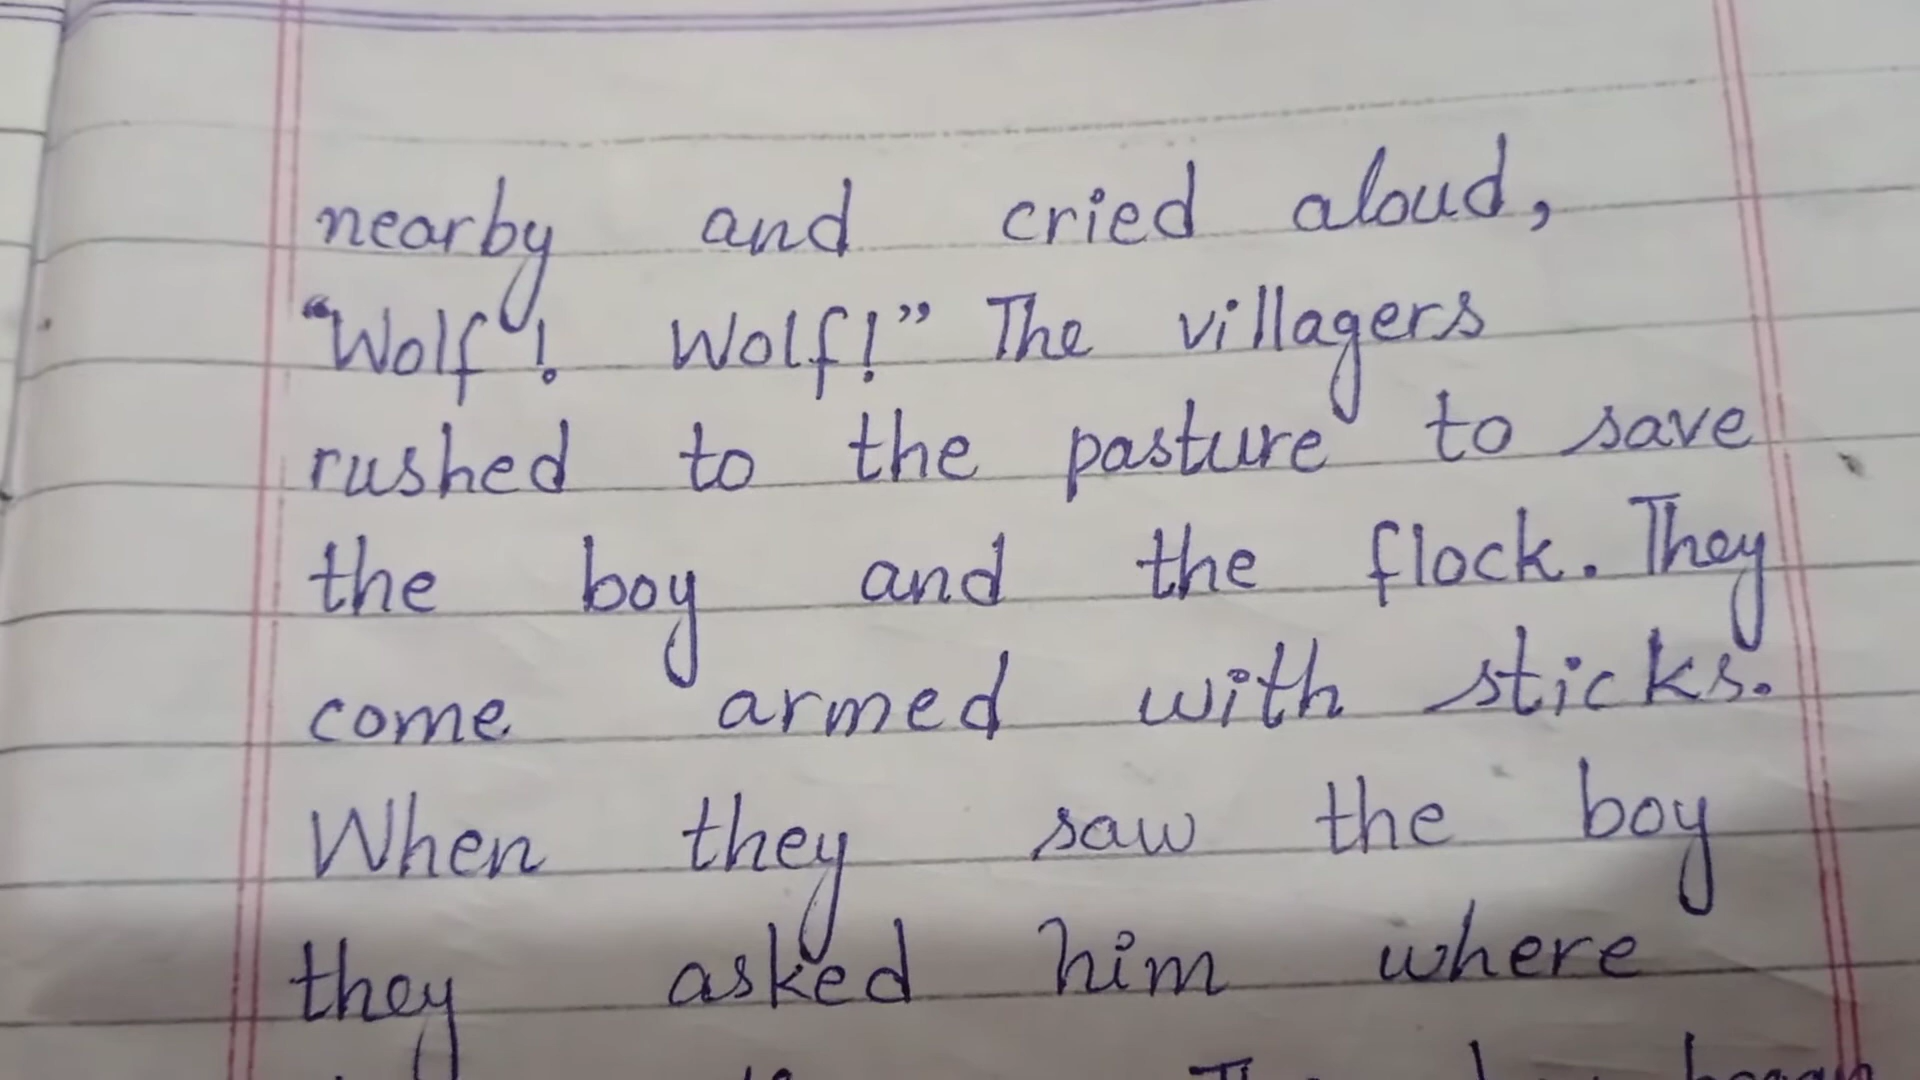 nearby and cried aloud,
“Wolf! Wolf!” The villagers
rushed to the pasture to save
the boy and the flock. They
come armed with sticks.
When they saw the boy
they asked him where